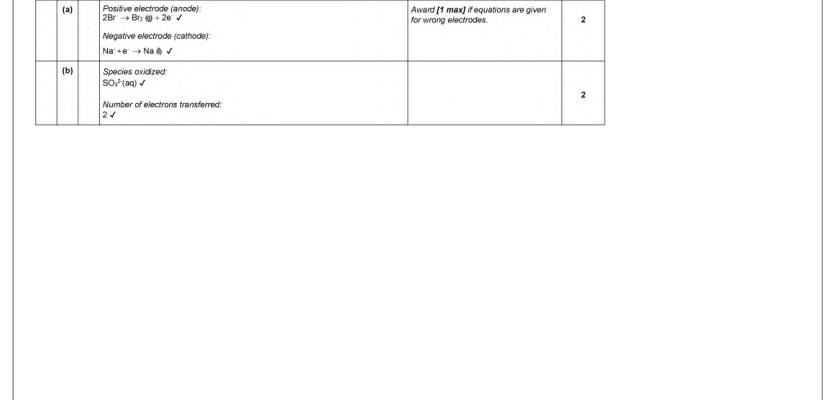 (a)
Positive electrode (anode):
2Br⁻ → Br₂ (g) + 2e⁻ ✓
Negative electrode (cathode):
Na⁺ + e⁻ → Na (l) ✓
Award [1 max] if equations are given
for wrong electrodes.
2
(b)
Species oxidized:
SO₃²⁻(aq) ✓
Number of electrons transferred:
2 ✓
2